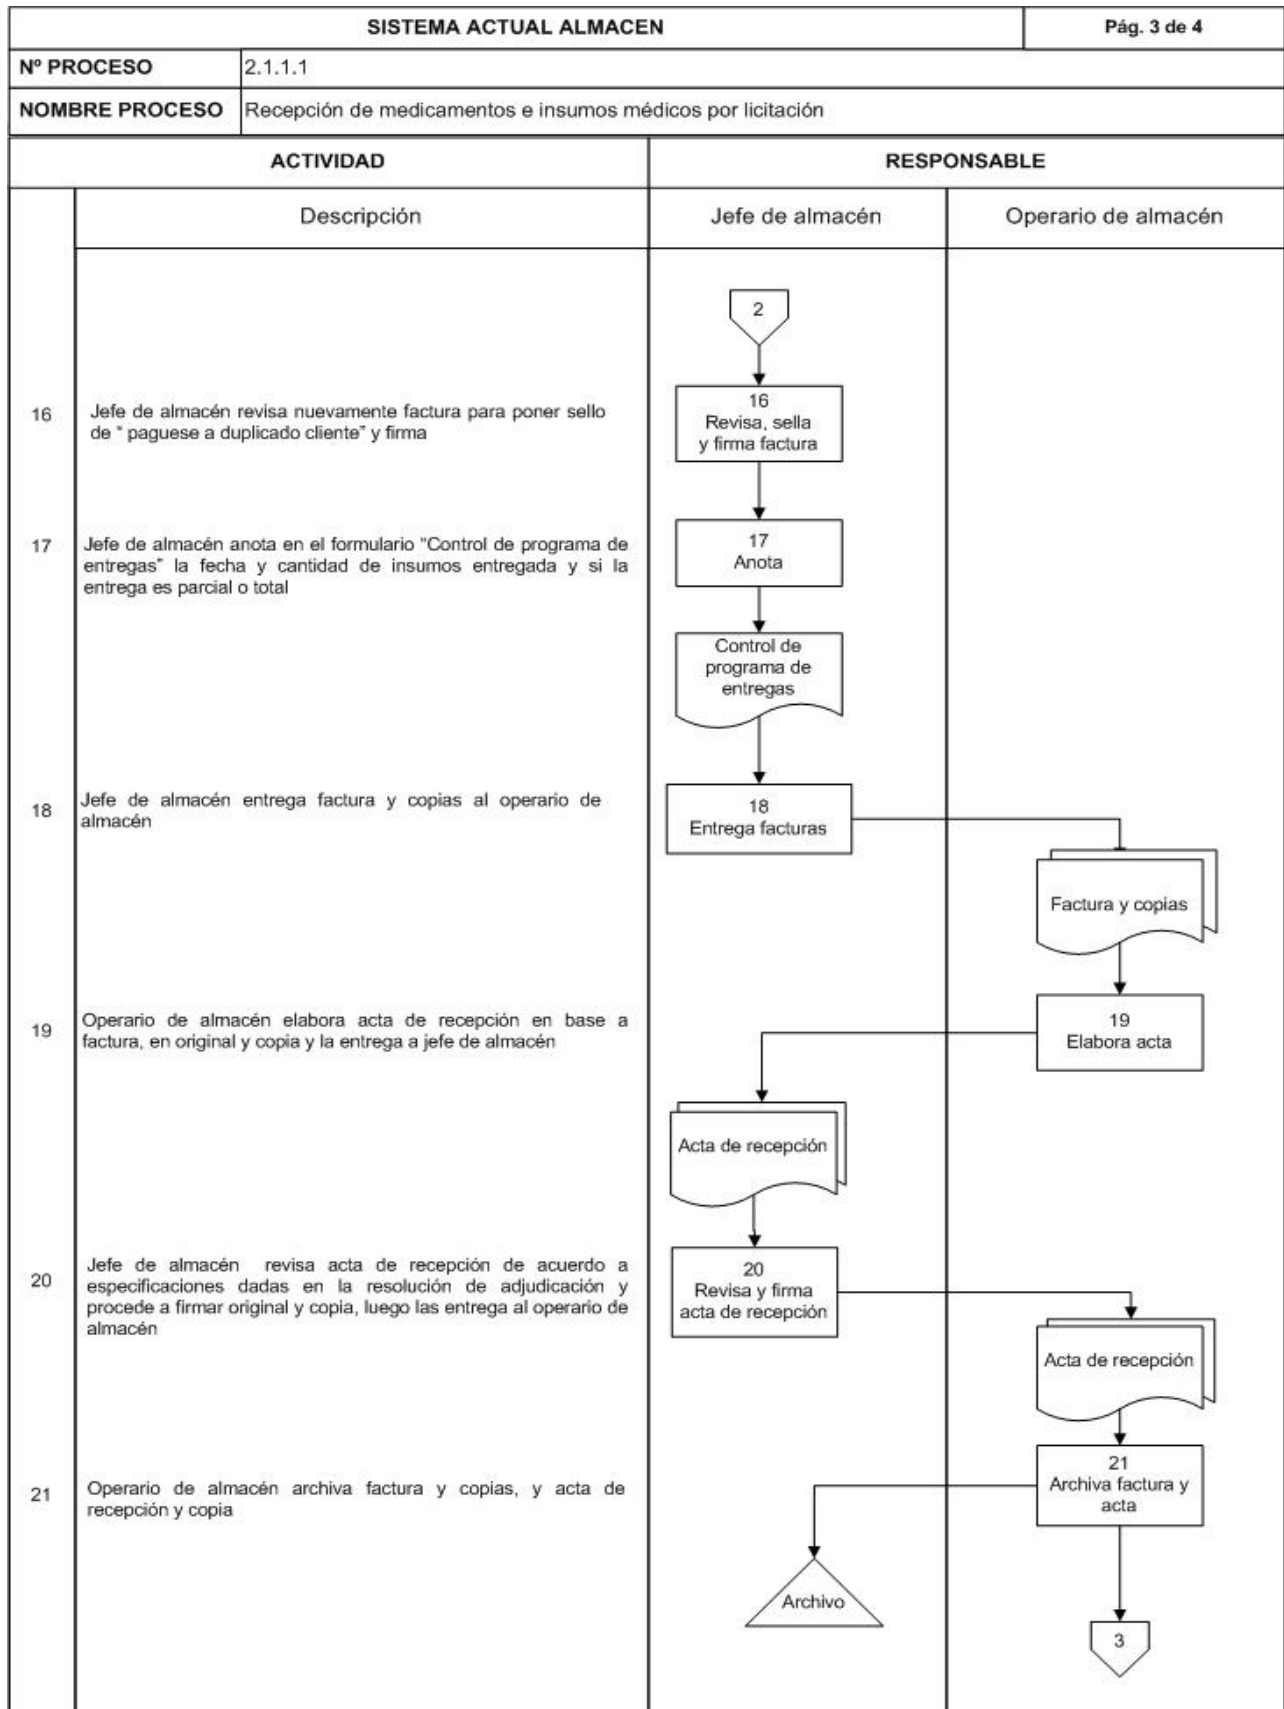 SISTEMA ACTUAL ALMACEN
Pág. 3 de 4
Nº PROCESO
2.1.1.1
NOMBRE PROCESO
Recepción de medicamentos e insumos médicos por licitación
ACTIVIDAD
RESPONSABLE
Descripción
Jefe de almacén
Operario de almacén
2
16
Jefe de almacén revisa nuevamente factura para poner sello
de “ paguese a duplicado cliente” y firma
16
Revisa, sella
y firma factura
17
Jefe de almacén anota en el formulario “Control de programa de
entregas” la fecha y cantidad de insumos entregada y si la
entrega es parcial o total
17
Anota
Control de
programa de
entregas
18
Jefe de almacén entrega factura y copias al operario de
almacén
18
Entrega facturas
Factura y copias
19
Operario de almacén elabora acta de recepción en base a
factura, en original y copia y la entrega a jefe de almacén
19
Elabora acta
Acta de recepción
20
Jefe de almacén revisa acta de recepción de acuerdo a
especificaciones dadas en la resolución de adjudicación y
procede a firmar original y copia, luego las entrega al operario de
almacén
20
Revisa y firma
acta de recepción
Acta de recepción
21
Operario de almacén archiva factura y copias, y acta de
recepción y copia
21
Archiva factura y
acta
Archivo
3